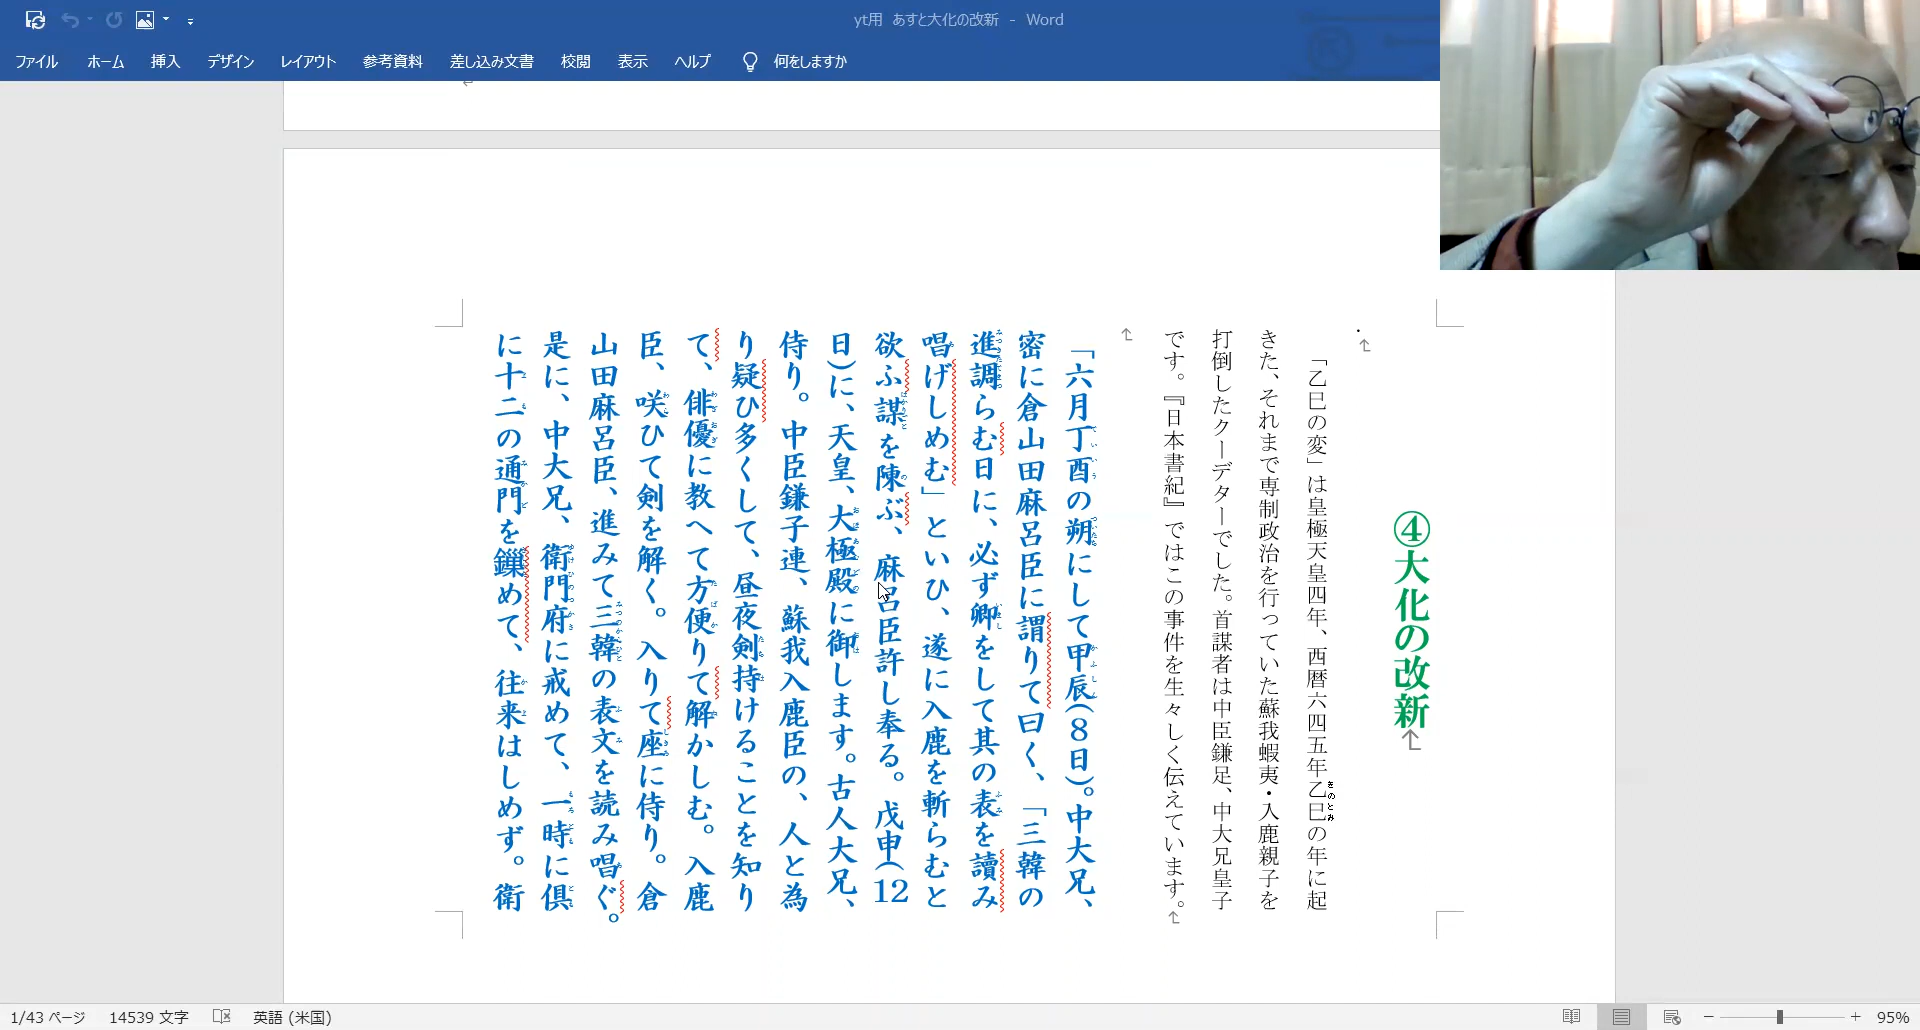 yt用 あすと大化の改新 - Word
ファイル ホーム 挿入 デザイン レイアウト 参考資料 差し込み文書 校閲 表示 ヘルプ 何をしますか
④大化の改新
「乙巳の変」は皇極天皇四年、西暦六四五年乙巳の年に起
きた、それまで専制政治を行っていた蘇我蝦夷・入鹿親子を
打倒したクーデターでした。首謀者は中臣鎌足、中大兄皇子
です。『日本書紀』ではこの事件を生々しく伝えています。
「六月丁酉の朔にして甲辰(8日)。中大兄、
密に倉山田麻呂臣に謂りて曰く、「三韓の
進調らむ日に、必ず卿をして其の表を讀み
唱げしめむ」といひ、遂に入鹿を斬らむと
欲ふ謀を陳ぶ、麻呂臣許し奉る。戊申(12
日)に、天皇、大極殿に御します。古人大兄、
侍り。中臣鎌子連、蘇我入鹿臣の、人と為
り疑ひ多くして、昼夜剣持けることを知り
て、俳優に教へて方便りて解かしむ。入鹿
臣、咲ひて剣を解く。入りて座に侍り。倉
山田麻呂臣、進みて三韓の表文を読み唱ぐ。
是に、中大兄、衛門府に戒めて、一時に倶
に十二の通門を鏁めて、往来はしめず。衛
1/43 ページ 14539 文字 英語 (米国) 95%